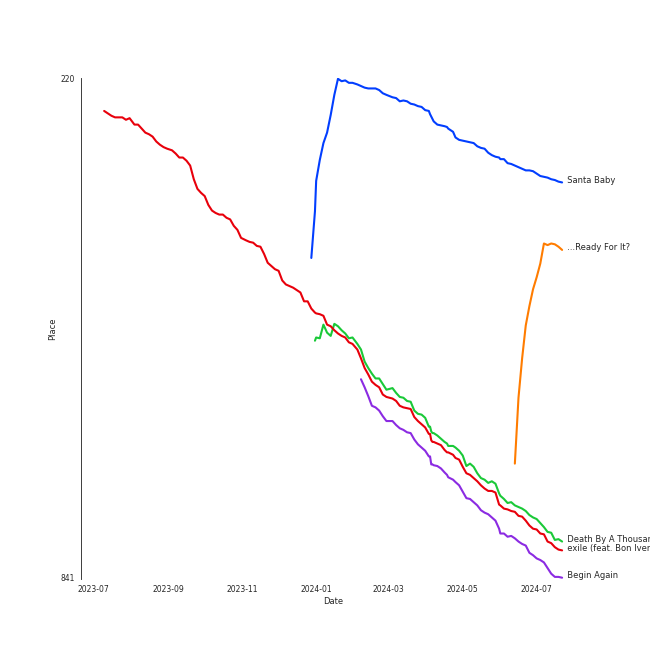 220
Santa Baby
...Ready For It?
Place
Death By A Thousan
exile (feat. Bon Iver
Begin Again
841
2023-07
2023-09
2023-11
2024-01
2024-03
2024-05
2024-07
Date